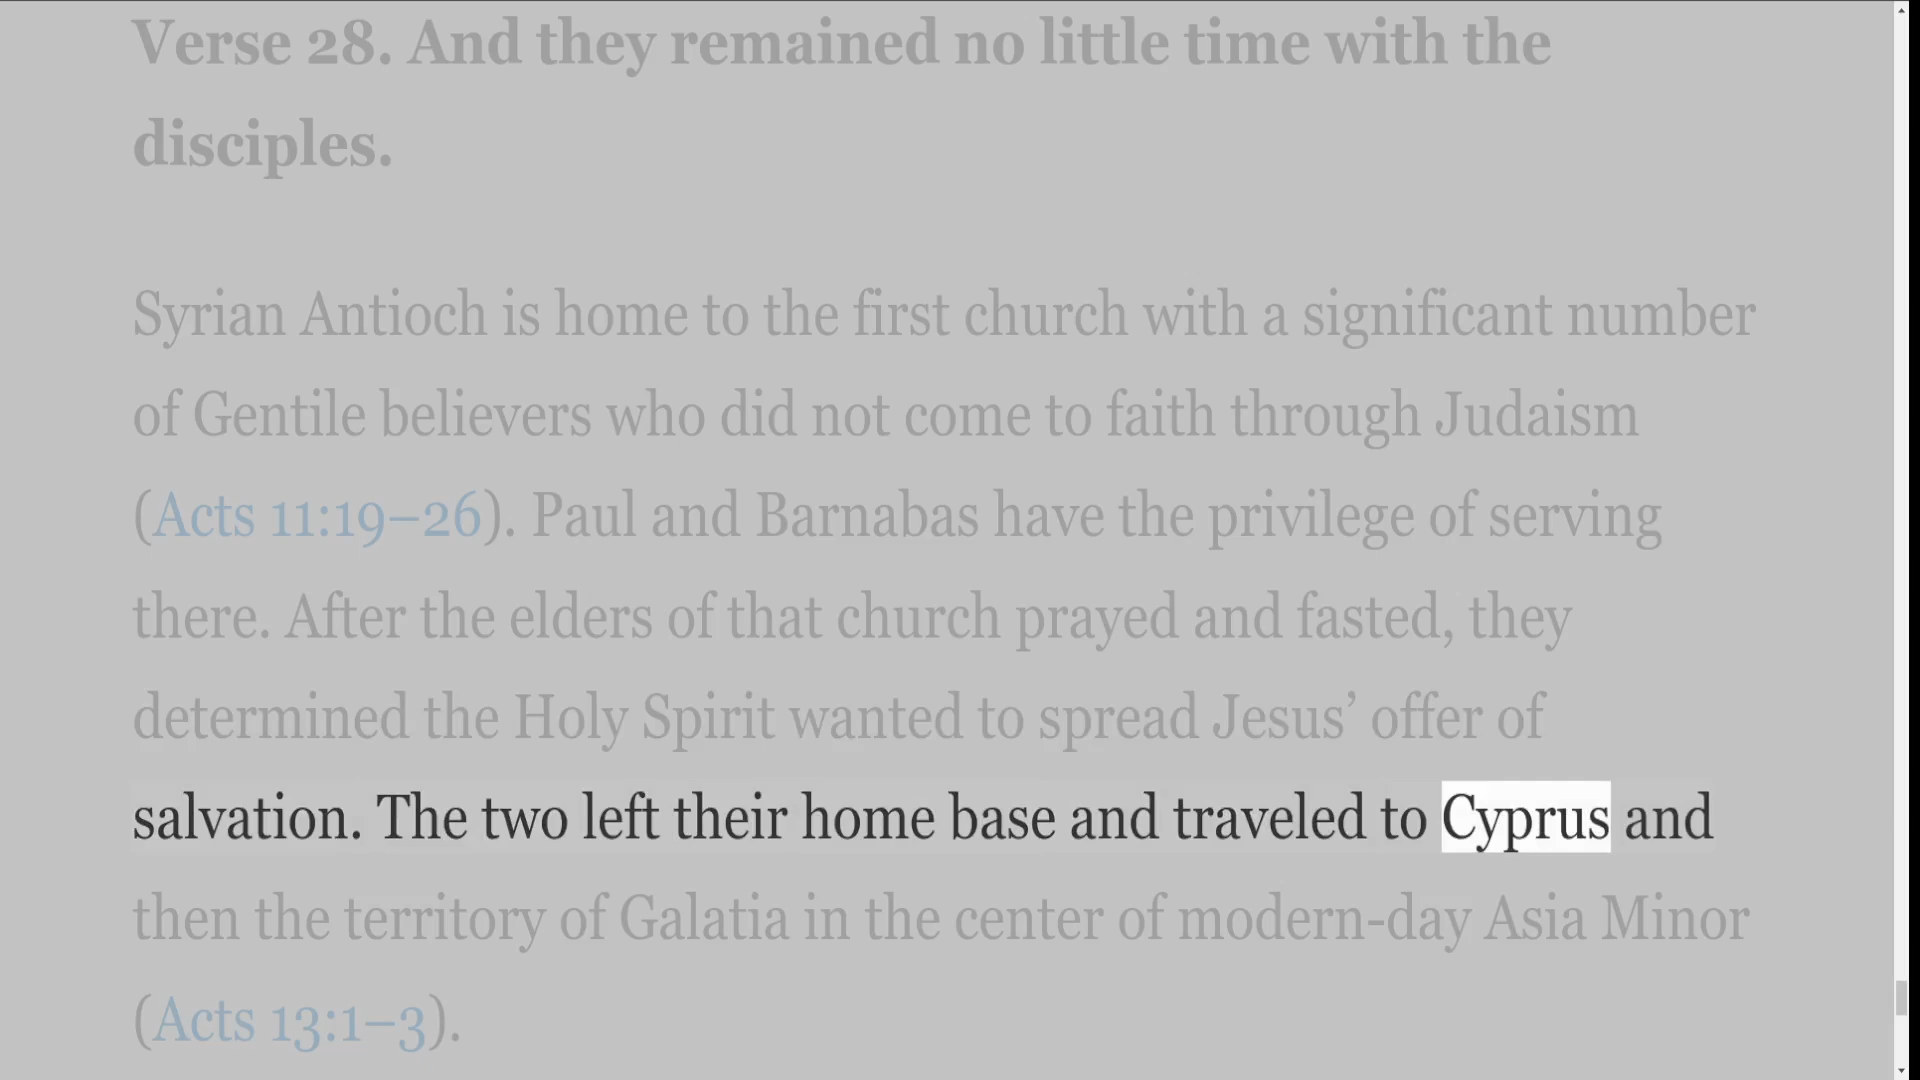 Verse 28. And they remained no little time with the
disciples.
Syrian Antioch is home to the first church with a significant number
of Gentile believers who did not come to faith through Judaism
(Acts 11:19–26). Paul and Barnabas have the privilege of serving
there. After the elders of that church prayed and fasted, they
determined the Holy Spirit wanted to spread Jesus’ offer of
salvation. The two left their home base and traveled to Cyprus and
then the territory of Galatia in the center of modern-day Asia Minor
(Acts 13:1–3).